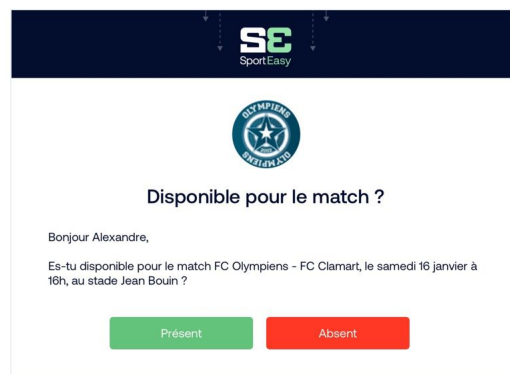 SE
SportEasy
OLYMPIENS
OLYMPIENS
Disponible pour le match ?
Bonjour Alexandre,
Es-tu disponible pour le match FC Olympiens - FC Clamart, le samedi 16 janvier à
16h, au stade Jean Bouin ?
Présent
Absent